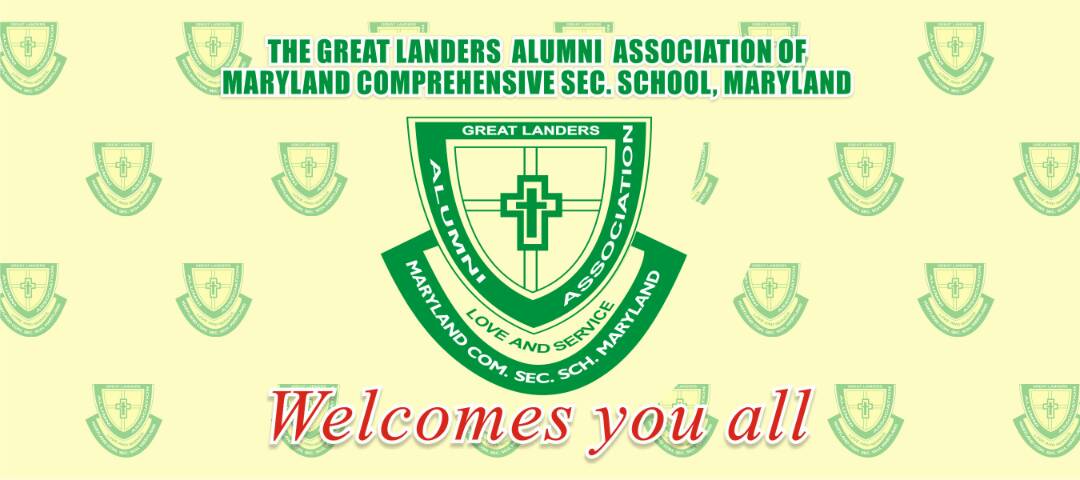 THE GREAT LANDERS ALUMNI ASSOCIATION OF
MARYLAND COMPREHENSIVE SEC. SCHOOL, MARYLAND
GREAT LANDERS
ALUMNI
ASSOCIATION
LOVE AND SERVICE
MARYLAND COM. SEC. SCH. MARYLAND
Welcomes you all